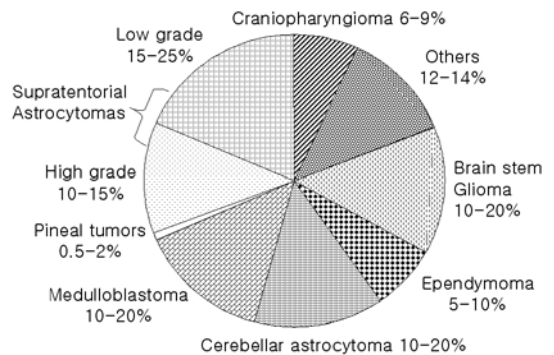 Craniopharyngioma 6–9%
Others
12–14%
Brain stem
Glioma
10–20%
Ependymoma
5–10%
Cerebellar astrocytoma 10–20%
Medulloblastoma
10–20%
Pineal tumors
0.5–2%
High grade
10–15%
Supratentorial
Astrocytomas
Low grade
15–25%